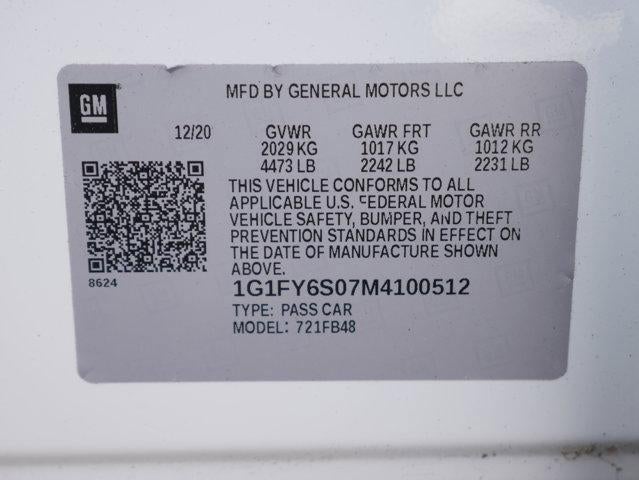 MFD BY GENERAL MOTORS LLC
GM
12/20 GVWR GAWR FRT GAWR RR
2029 KG 1017 KG 1012 KG
4473 LB 2242 LB 2231 LB
THIS VEHICLE CONFORMS TO ALL
APPLICABLE U.S. FEDERAL MOTOR
VEHICLE SAFETY, BUMPER, AND THEFT
PREVENTION STANDARDS IN EFFECT ON
THE DATE OF MANUFACTURE SHOWN
ABOVE.
8624
1G1FY6S07M4100512
TYPE: PASS CAR
MODEL: 721FB48